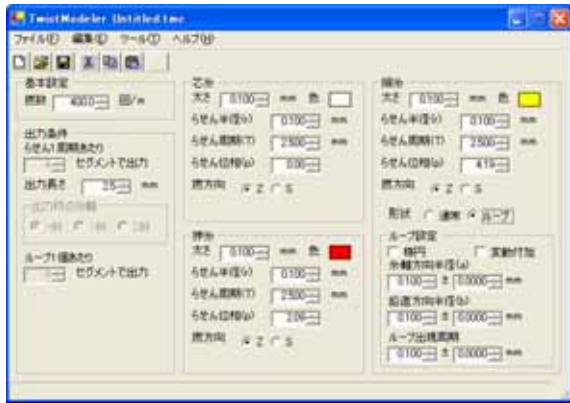 TwistModeler Untitled.tmc
ファイル(F) 編集(E) ツール(T) ヘルプ(H)
基本設定
撚数 400.0 回/m
出力条件
らせん1周期あたり
セグメントで出力
出力長さ 2.5 mm
ループ1個あたり
セグメントで出力
芯糸
太さ 0.100 mm 色
らせん半径(r) 0.100 mm
らせん周期(T) 2.500 mm
らせん位相(φ) 0.00
撚方向 Z S
押糸
太さ 0.100 mm 色
らせん半径(r) 0.100 mm
らせん周期(T) 2.500 mm
らせん位相(φ) 2.09
撚方向 Z S
太さ 0.100 mm 色
らせん半径(r) 0.100 mm
らせん周期(T) 2.500 mm
らせん位相(φ) 4.19
撚方向 Z S
形状 通常 ループ
ループ設定
楕円 変動付加
方向半径(a)
0.100 ± 0.0000 mm
方向半径(b)
0.100 ± 0.0000 mm
ループ出現周期
0.100 ± 0.0000 mm